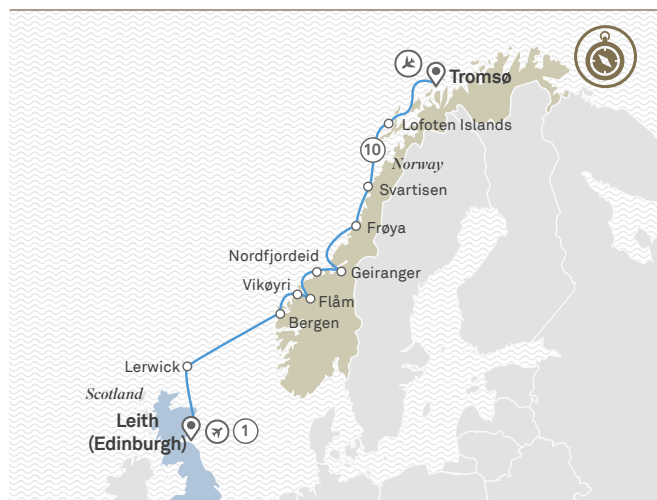 Tromsø
Lofoten Islands
10
Norway
Svartisen
Frøya
Nordfjordeid
Geiranger
Vikøyri
Flåm
Bergen
Lerwick
Scotland
Leith
(Edinburgh)
1